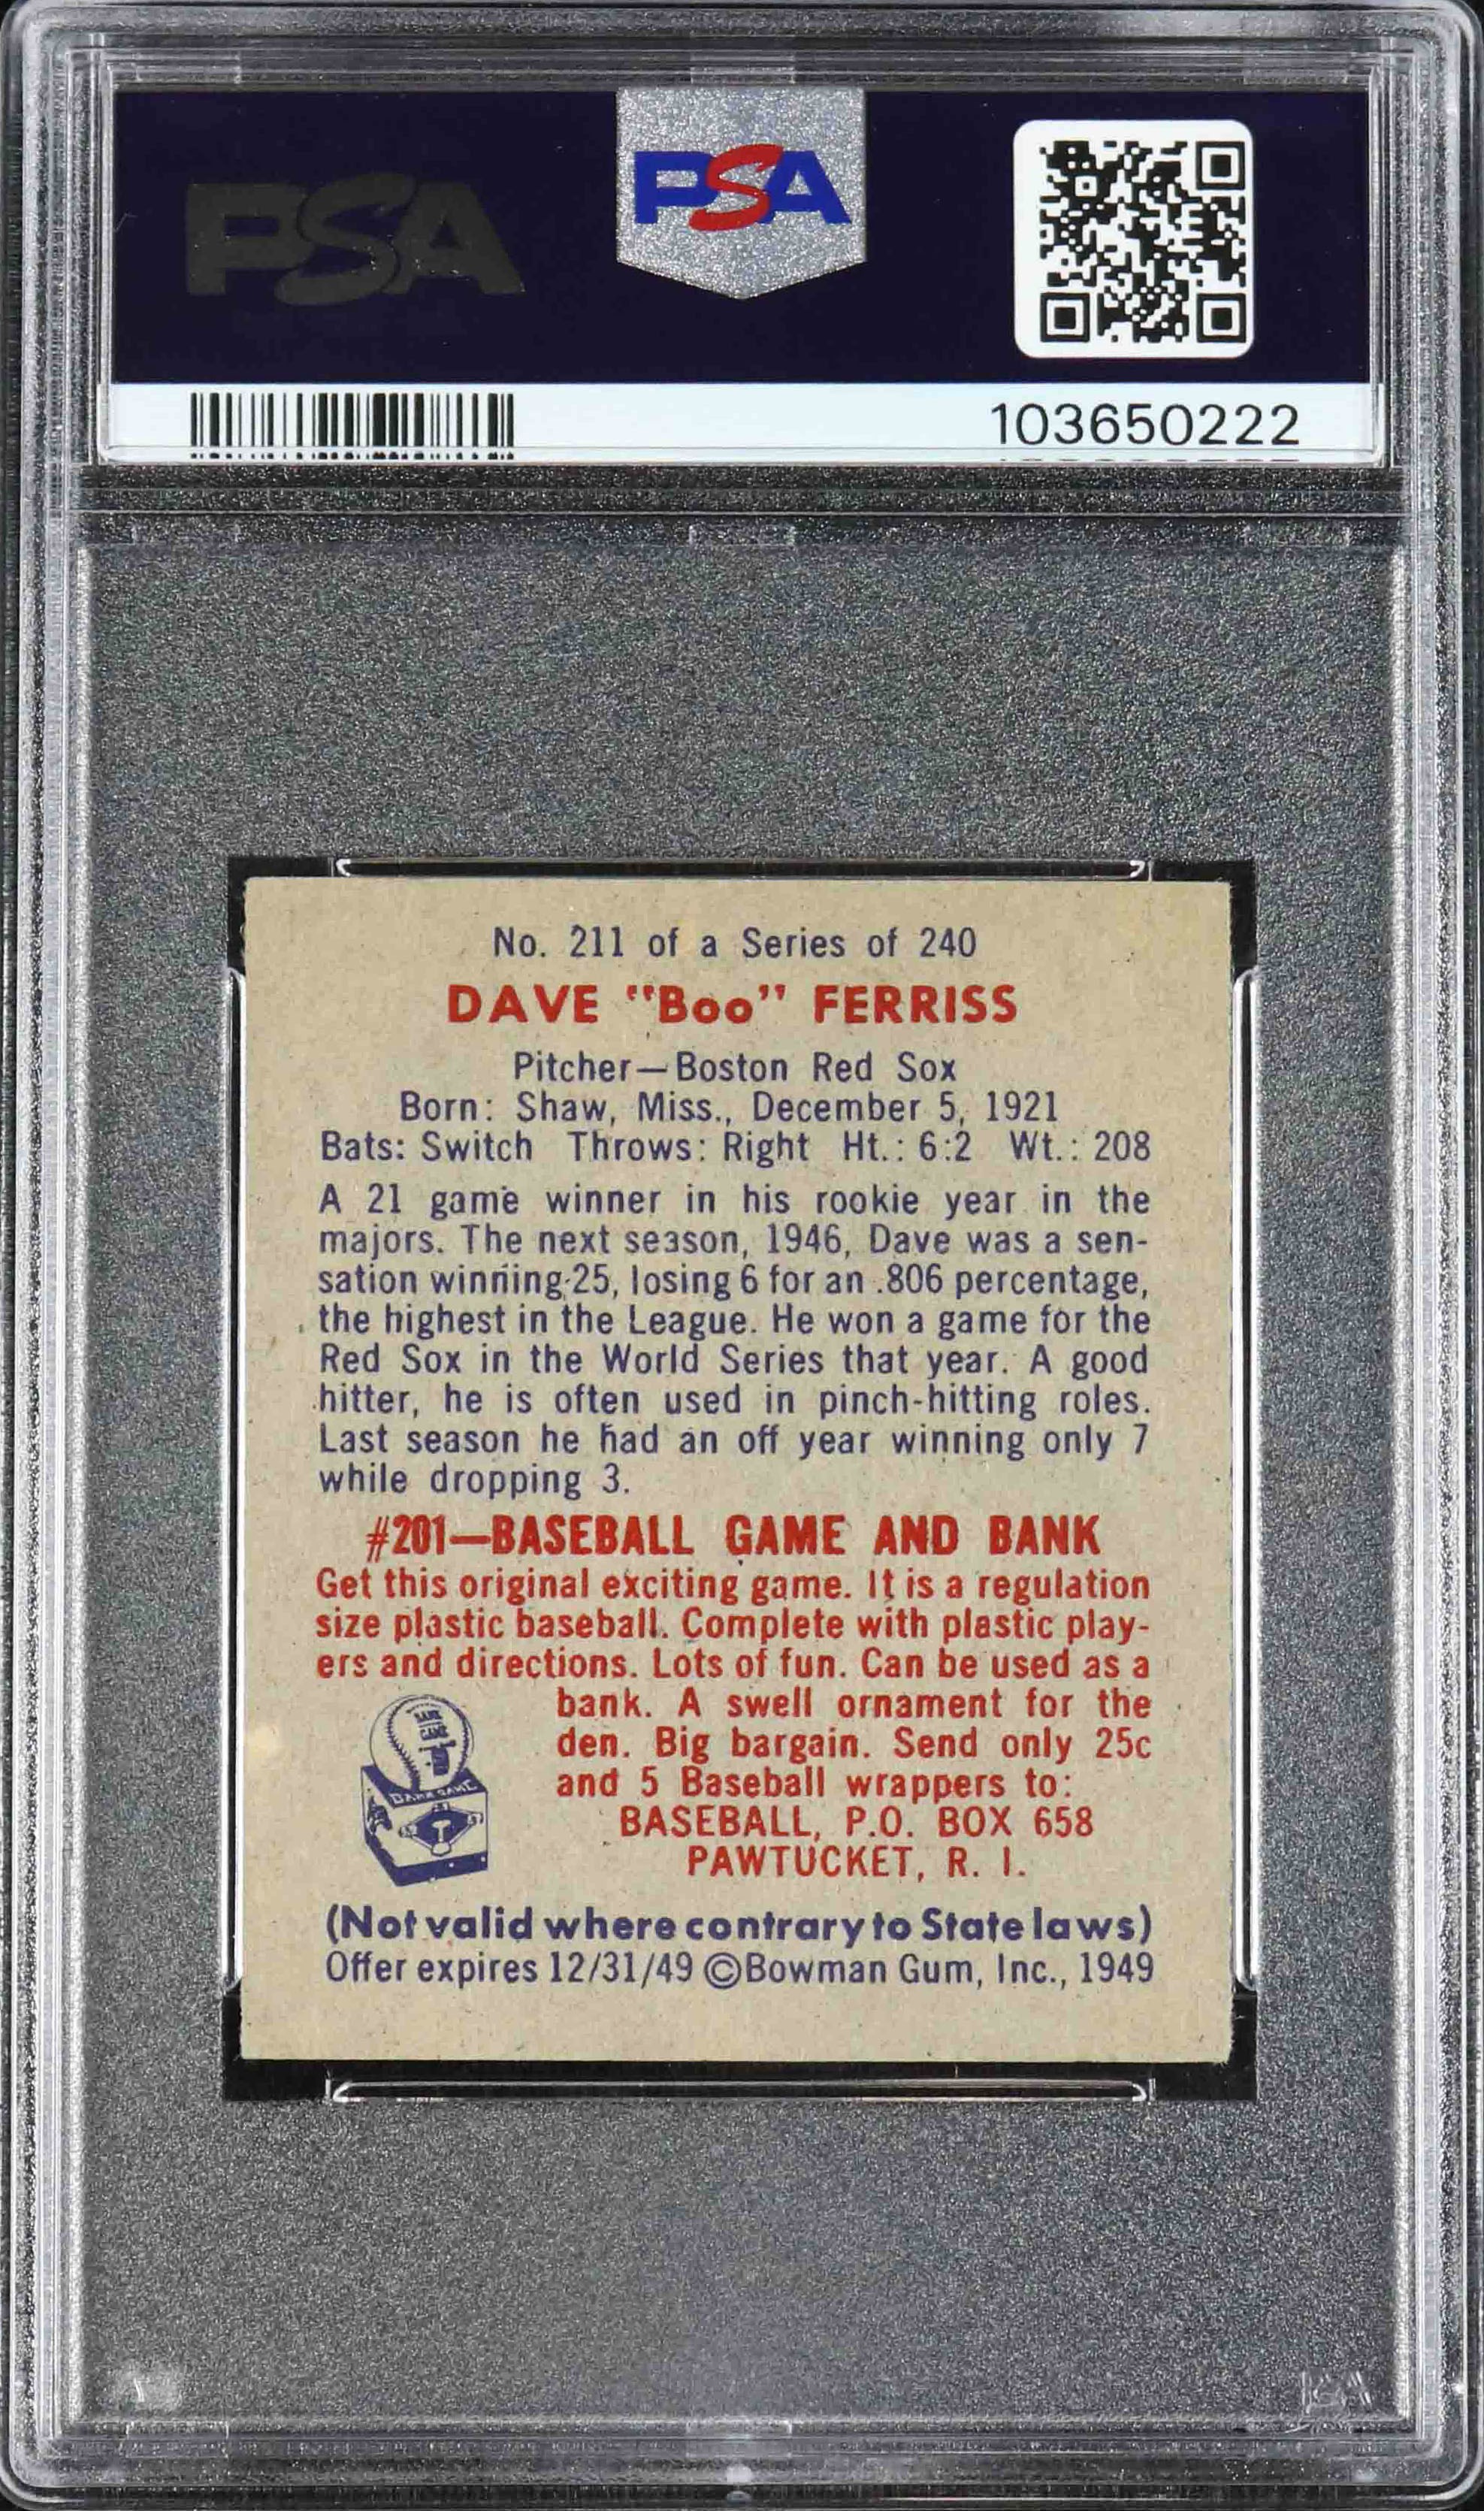 PSA
PSA
103650222
No. 211 of a Series of 240
DAVE "Boo" FERRISS
Pitcher—Boston Red Sox
Born: Shaw, Miss., December 5, 1921
Bats: Switch Throws: Right Ht.: 6:2 Wt.: 208
A 21 game winner in his rookie year in the
majors. The next season, 1946, Dave was a sen-
sation winning 25, losing 6 for an .806 percentage,
the highest in the League. He won a game for the
Red Sox in the World Series that year. A good
hitter, he is often used in pinch-hitting roles.
Last season he had an off year winning only 7
while dropping 3.
#201—BASEBALL GAME AND BANK
Get this original exciting game. It is a regulation
size plastic baseball. Complete with plastic play-
ers and directions. Lots of fun. Can be used as a
bank. A swell ornament for the
den. Big bargain. Send only 25c
and 5 Baseball wrappers to:
BASEBALL, P.O. BOX 658
PAWTUCKET, R. I.
BANK
GAME
(Not valid where contrary to State laws)
Offer expires 12/31/49 ©Bowman Gum, Inc., 1949